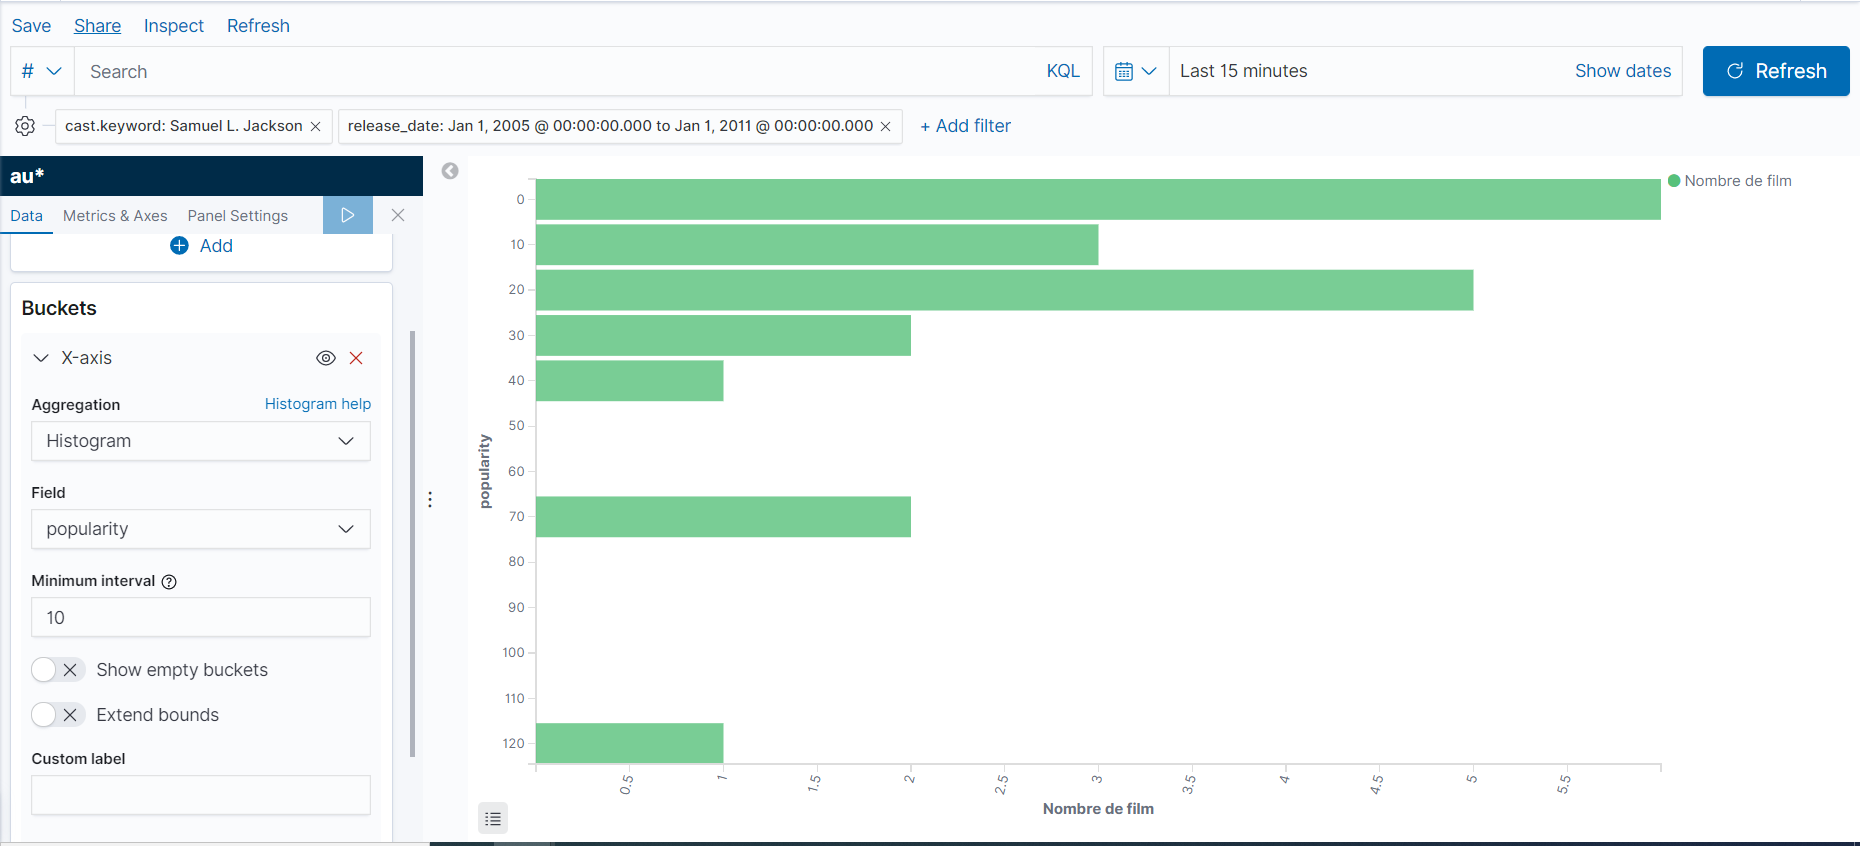 Save Share Inspect Refresh
# Search KQL Last 15 minutes Show dates Refresh
cast.keyword: Samuel L. Jackson × release_date: Jan 1, 2005 @ 00:00:00.000 to Jan 1, 2011 @ 00:00:00.000 × + Add filter
au*
Data Metrics & Axes Panel Settings
Add
Buckets
X-axis
Aggregation Histogram help
Histogram
Field
popularity
Minimum interval ?
10
Show empty buckets
Extend bounds
Custom label
popularity
0
10
20
30
40
50
60
70
80
90
100
110
120
0.5 1 1.5 2 2.5 3 3.5 4 4.5 5 5.5
Nombre de film
Nombre de film